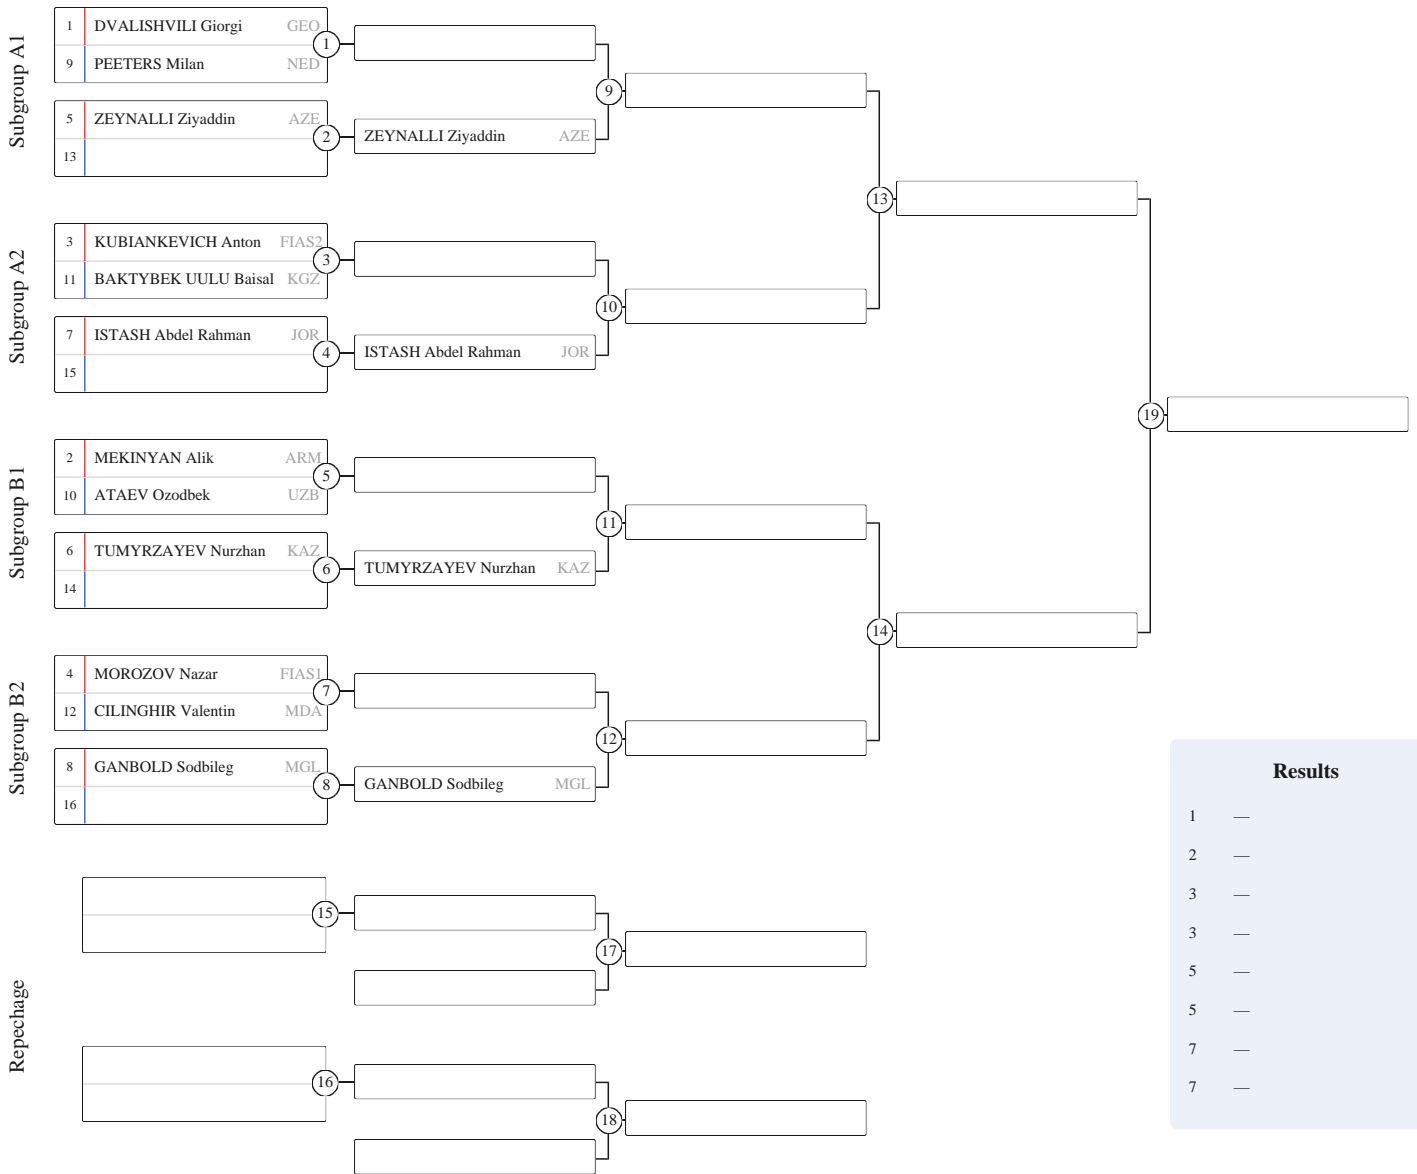 Subgroup A1
1 DVALISHVILI Giorgi GEO
9 PEETERS Milan NED
1
5 ZEYNALLI Ziyaddin AZE
13
2
ZEYNALLI Ziyaddin AZE
9
Subgroup A2
3 KUBIANKEVICH Anton FIAS2
11 BAKTYBEK UULU Baisal KGZ
3
7 ISTASH Abdel Rahman JOR
15
4
ISTASH Abdel Rahman JOR
10
13
Subgroup B1
2 MEKINYAN Alik ARM
10 ATAEV Ozodbek UZB
5
6 TUMYRZAYEV Nurzhan KAZ
14
6
TUMYRZAYEV Nurzhan KAZ
11
Subgroup B2
4 MOROZOV Nazar FIAS1
12 CILINGHIR Valentin MDA
7
8 GANBOLD Sodbileg MGL
16
8
GANBOLD Sodbileg MGL
12
14
19
Repechage
15
17
16
18
Results
1 —
2 —
3 —
3 —
5 —
5 —
7 —
7 —